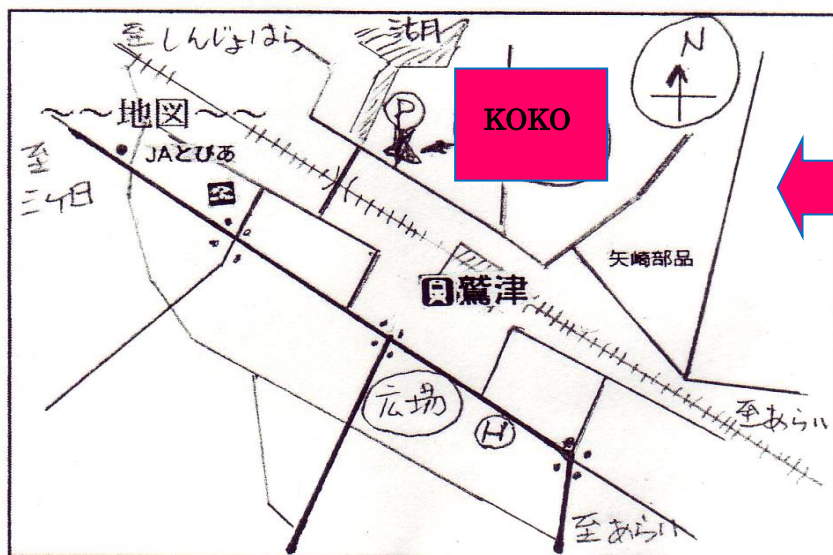 至しんじょはら
湖
N
～～地図～～
P
KOKO
至
三ヶ日
JAとぴあ
矢崎部品
鷲津
広場
H
至あらい
至あらい